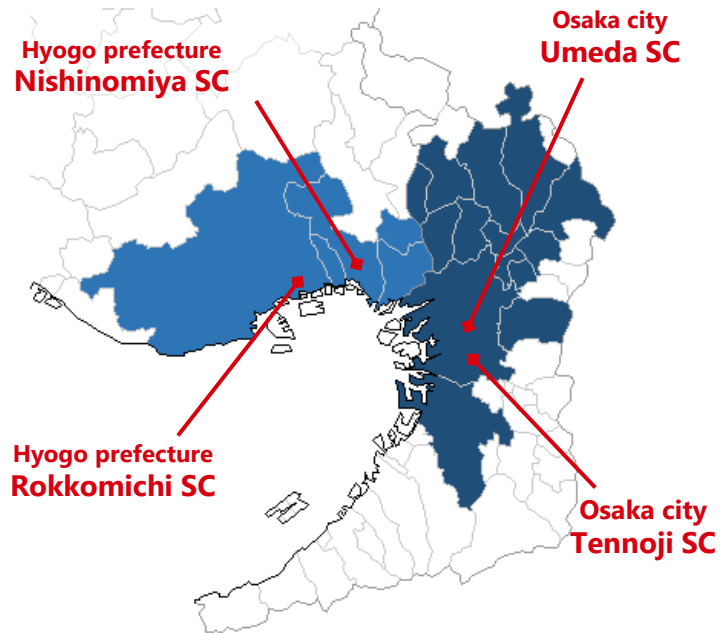 Hyogo prefecture
Nishinomiya SC
Osaka city
Umeda SC
Hyogo prefecture
Rokkomichi SC
Osaka city
Tennoji SC